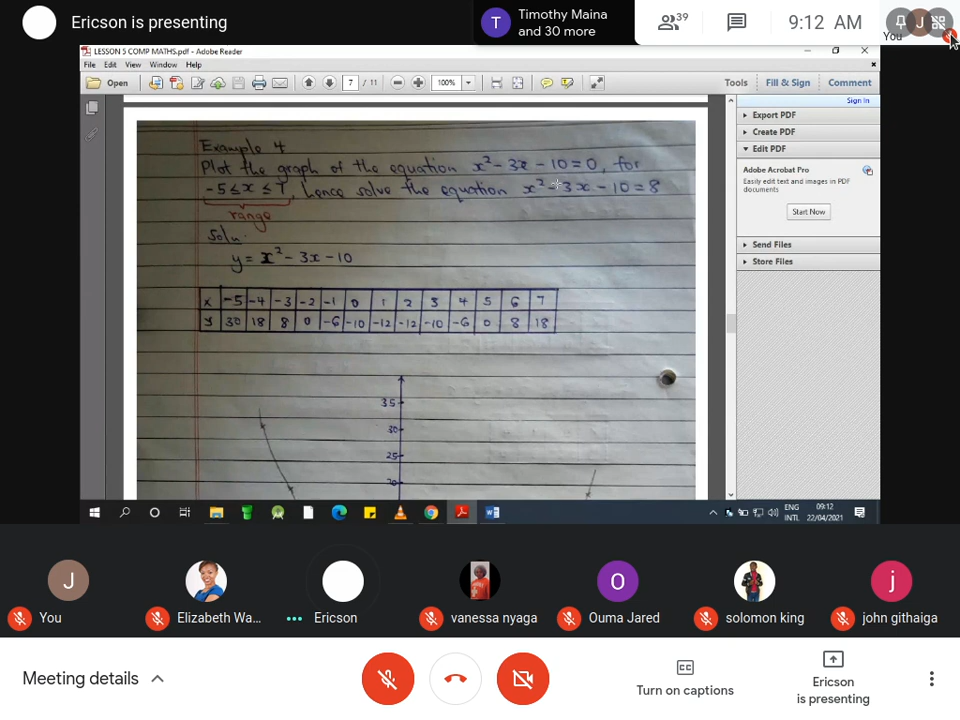 Ericson is presenting
T
Timothy Maina
and 30 more
39
9:12 AM
J
You
LESSON 5 COMP MATHS.pdf - Adobe Reader
File Edit View Window Help
Open
7 / 11
100%
Tools
Fill & Sign
Comment
Sign In
Export PDF
Create PDF
Edit PDF
Adobe Acrobat Pro
Easily edit text and images in PDF
documents
Start Now
Send Files
Store Files
Example 4
Plot the graph of the equation x² - 3x - 10 = 0, for
-5 ≤ x ≤ 7, hence solve the equation x² - 3x - 10 = 8
range
Soln.
y = x² - 3x - 10
x -5 -4 -3 -2 -1 0 1 2 3 4 5 6 7
y 30 18 8 0 -6 -10 -12 -12 -10 -6 0 8 18
35
30
25
20
ENG
INTL
09:12
22/04/2021
J
You
Elizabeth Wa...
Ericson
vanessa nyaga
O
Ouma Jared
solomon king
j
john githaiga
Meeting details
Turn on captions
Ericson
is presenting